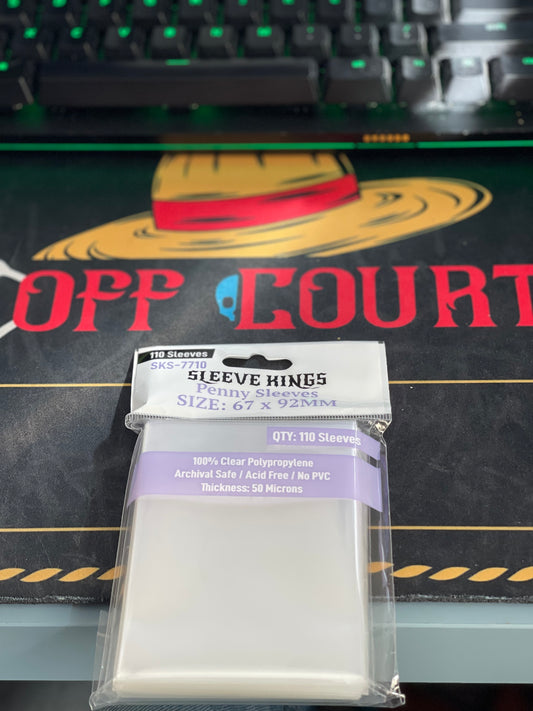 OFF COURT
110 Sleeves
SKS-7710
SLEEVE KINGS
Penny Sleeves
SIZE: 67 x 92MM
QTY: 110 Sleeves
100% Clear Polypropylene
Archival Safe / Acid Free / No PVC
Thickness: 50 Microns